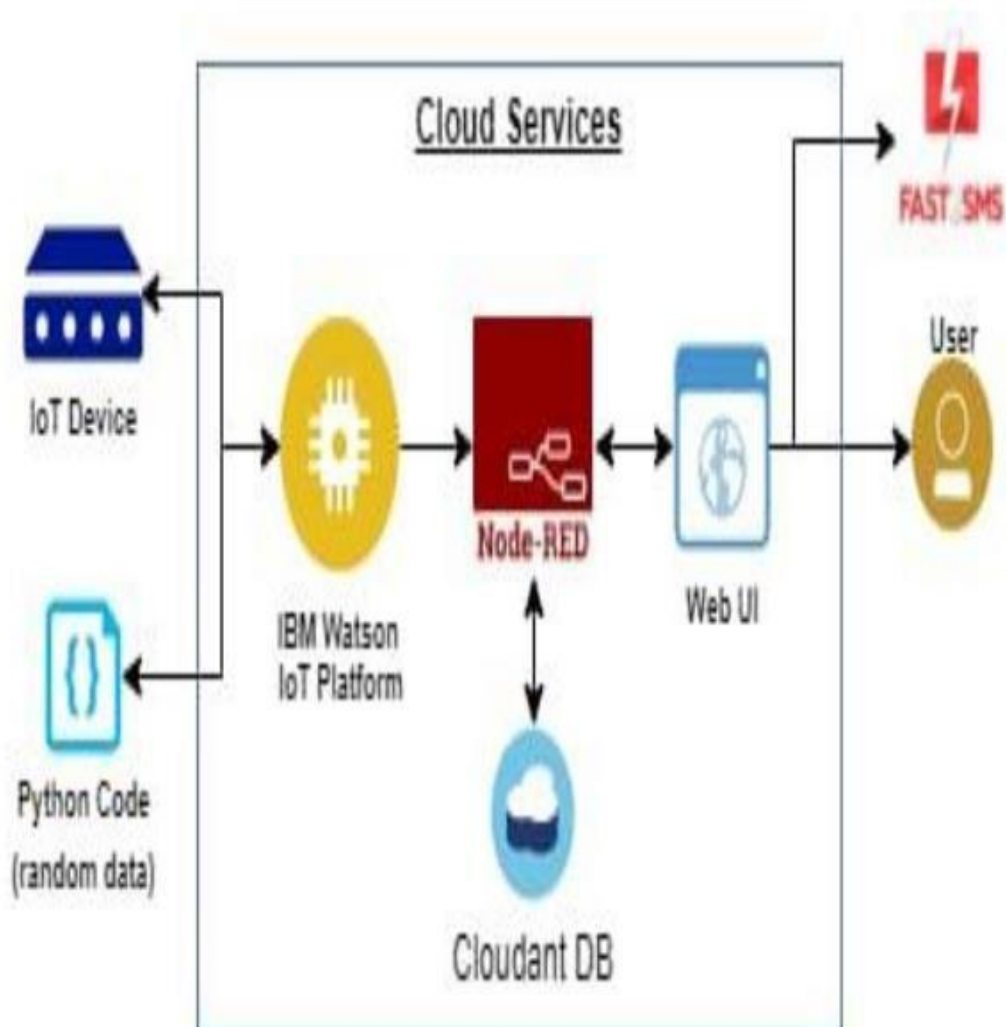 Cloud Services
FAST SMS
User
IoT Device
Node-RED
Web UI
IBM Watson
IoT Platform
Python Code
(random data)
Cloudant DB